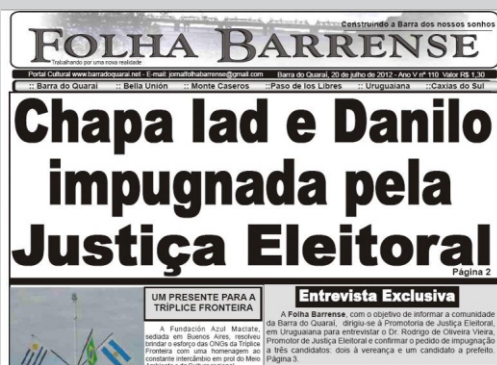 Construindo a Barra dos nossos sonhos
FOLHA BARRENSE
Trabalhando por uma nova realidade
Portal Cultural www.barradoquarai.net - E-mail: jornalfolhabarrense@gmail.com Barra do Quaraí, 20 de julho de 2012 - Ano V nº 110 Valor R$ 1,30
:: Barra do Quaraí :: Bella Unión :: Monte Caseros ::Paso de los Libres :: Uruguaiana ::Caxias do Sul
Chapa Iad e Danilo
impugnada pela
Justiça Eleitoral
Página 2
UM PRESENTE PARA A
TRÍPLICE FRONTEIRA
A Fundación Azul Maciate,
sediada em Buenos Aires, resolveu
brindar o esforço das ONGs da Tríplice
Fronteira com uma homenagem ao
constante intercâmbio em prol do Meio
Ambiente e da Cultura regional
Entrevista Exclusiva
A Folha Barrense, com o objetivo de informar a comunidade
da Barra do Quaraí, dirigiu-se à Promotoria de Justiça Eleitoral,
em Uruguaiana para entrevistar o Dr. Rodrigo de Oliveira Vieira,
Promotor de Justiça Eleitoral e confirmar o pedido de impugnação
a três candidatos: dois à vereança e um candidato a prefeito.
Página 3.